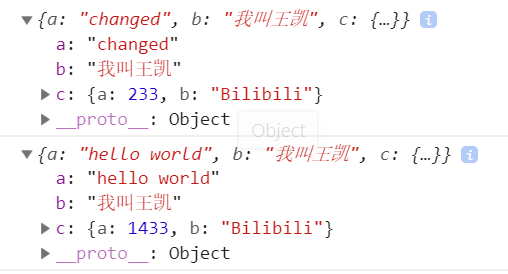 ▼{a: "changed", b: "我叫王凯", c: {…}} i
a: "changed"
b: "我叫王凯"
▶c: {a: 233, b: "Bilibili"}
▶__proto__: Object
Object
▼{a: "hello world", b: "我叫王凯", c: {…}} i
a: "hello world"
b: "我叫王凯"
▶c: {a: 1433, b: "Bilibili"}
▶__proto__: Object